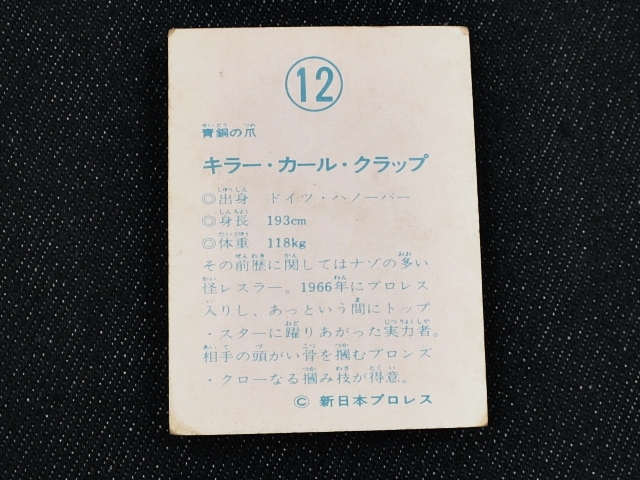 12
青銅の爪
キラー・カール・クラップ
◎出身 ドイツ・ハノーバー
◎身長 193cm
◎体重 118kg
その前歴に関してはナゾの多い
怪レスラー。1966年にプロレス
入りし、あっという間にトップ
・スターに躍りあがった実力者。
相手の頭がい骨を摑むブロンズ
・クローなる摑み技が得意。
© 新日本プロレス